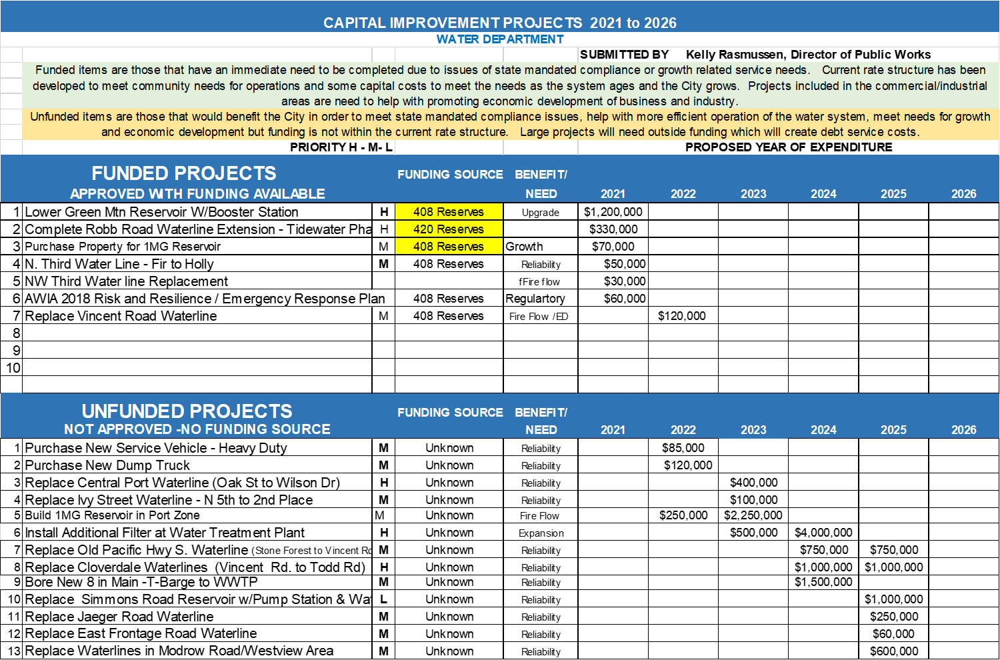 CAPITAL IMPROVEMENT PROJECTS 2021 to 2026
WATER DEPARTMENT
SUBMITTED BY Kelly Rasmussen, Director of Public Works
Funded items are those that have an immediate need to be completed due to issues of state mandated compliance or growth related service needs. Current rate structure has been
developed to meet community needs for operations and some capital costs to meet the needs as the system ages and the City grows. Projects included in the commercial/industrial
areas are need to help with promoting economic development of business and industry.
Unfunded items are those that would benefit the City in order to meet state mandated compliance issues, help with more efficient operation of the water system, meet needs for growth
and economic development but funding is not within the current rate structure. Large projects will need outside funding which will create debt service costs.
PRIORITY H - M- L PROPOSED YEAR OF EXPENDITURE
FUNDED PROJECTS FUNDING SOURCE BENEFIT/
APPROVED WITH FUNDING AVAILABLE NEED 2021 2022 2023 2024 2025 2026
1 Lower Green Mtn Reservoir W/Booster Station H 408 Reserves Upgrade $1,200,000
2 Complete Robb Road Waterline Extension - Tidewater Pha H 420 Reserves $330,000
3 Purchase Property for 1MG Reservoir M 408 Reserves Growth $70,000
4 N. Third Water Line - Fir to Holly M 408 Reserves Reliability $50,000
5 NW Third Water line Replacement fFire flow $30,000
6 AWIA 2018 Risk and Resilience / Emergency Response Plan 408 Reserves Regulartory $60,000
7 Replace Vincent Road Waterline M 408 Reserves Fire Flow /ED $120,000
8
9
10
UNFUNDED PROJECTS FUNDING SOURCE BENEFIT/
NOT APPROVED -NO FUNDING SOURCE NEED 2021 2022 2023 2024 2025 2026
1 Purchase New Service Vehicle - Heavy Duty M Unknown Reliability $85,000
2 Purchase New Dump Truck M Unknown Reliability $120,000
3 Replace Central Port Waterline (Oak St to Wilson Dr) H Unknown Reliability $400,000
4 Replace Ivy Street Waterline - N 5th to 2nd Place M Unknown Reliability $100,000
5 Build 1MG Reservoir in Port Zone M Unknown Fire Flow $250,000 $2,250,000
6 Install Additional Filter at Water Treatment Plant H Unknown Expansion $500,000 $4,000,000
7 Replace Old Pacific Hwy S. Waterline (Stone Forest to Vincent Rd M Unknown Reliability $750,000 $750,000
8 Replace Cloverdale Waterlines (Vincent Rd. to Todd Rd) H Unknown Reliability $1,000,000 $1,000,000
9 Bore New 8 in Main -T-Barge to WWTP M Unknown Reliability $1,500,000
10 Replace Simmons Road Reservoir w/Pump Station & Wat L Unknown Reliability $1,000,000
11 Replace Jaeger Road Waterline M Unknown Reliability $250,000
12 Replace East Frontage Road Waterline M Unknown Reliability $60,000
13 Replace Waterlines in Modrow Road/Westview Area M Unknown Reliability $600,000